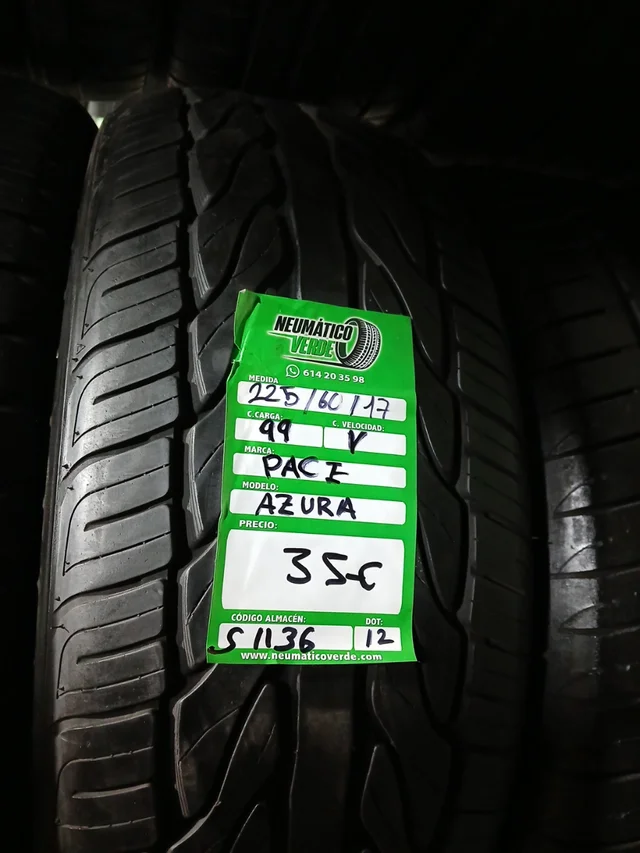 NEUMÁTICO
VERDE
614 20 35 98
MEDIDA
225/60/17
C.CARGA: C. VELOCIDAD:
99 V
MARCA:
PACE
MODELO:
AZURA
PRECIO:
35€
CÓDIGO ALMACÉN: DOT:
S1136 12
www.neumaticoverde.com